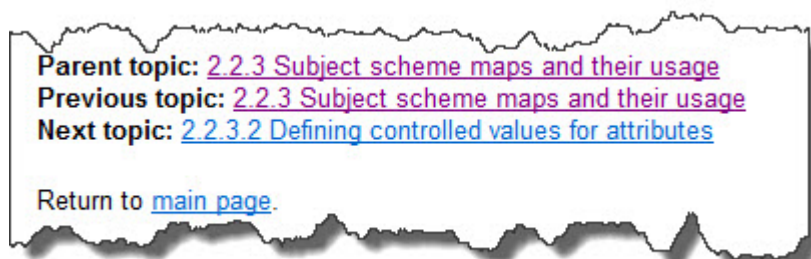 Parent topic: 2.2.3 Subject scheme maps and their usage
Previous topic: 2.2.3 Subject scheme maps and their usage
Next topic: 2.2.3.2 Defining controlled values for attributes
Return to main page.